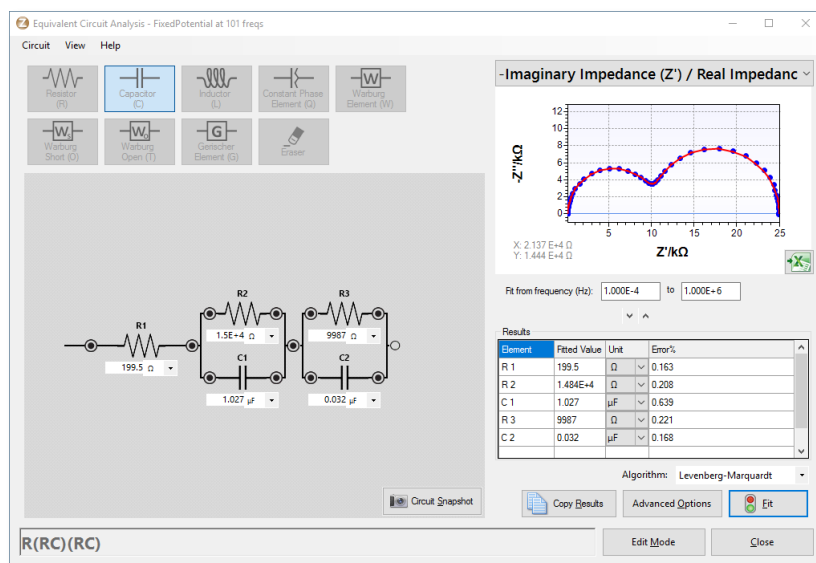 Equivalent Circuit Analysis - FixedPotential at 101 freqs
Circuit View Help
Resistor (R)
Capacitor (C)
Inductor (L)
Constant Phase Element (Q)
Warburg Element (W)
Warburg Short (O)
Warburg Open (T)
Gerischer Element (G)
Eraser
W
Ws
Wo
G
R1
199.5 Ω
R2
1.5E+4 Ω
C1
1.027 µF
R3
9987 Ω
C2
0.032 µF
Circuit Snapshot
R(RC)(RC)
-Imaginary Impedance (Z') / Real Impedanc
-Z''/kΩ
12
10
8
6
4
2
0
5 10 15 20 25
Z'/kΩ
X: 2.137 E+4 Ω
Y: 1.444 E+4 Ω
Fit from frequency (Hz): 1.000E-4 to 1.000E+6
Results
Element Fitted Value Unit Error%
R 1 199.5 Ω 0.163
R 2 1.484E+4 Ω 0.208
C 1 1.027 µF 0.639
R 3 9987 Ω 0.221
C 2 0.032 µF 0.168
Algorithm: Levenberg-Marquardt
Copy Results Advanced Options Fit
Edit Mode Close